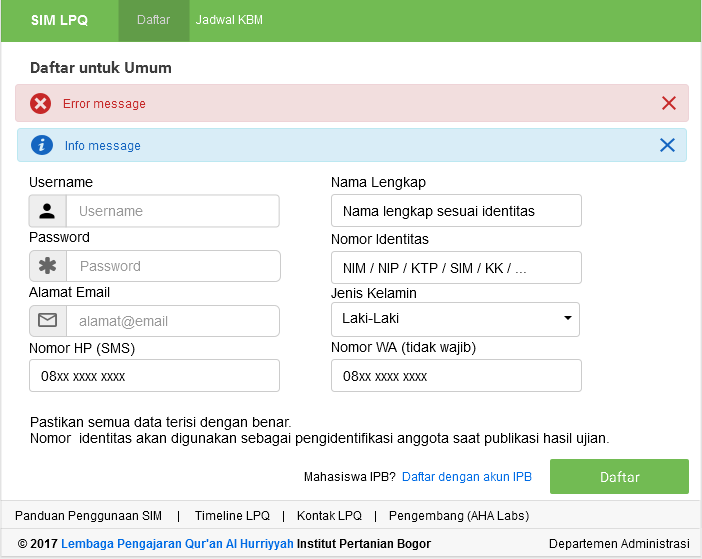 SIM LPQ Daftar Jadwal KBM
Daftar untuk Umum
Error message
Info message
Username Nama Lengkap
Username Nama lengkap sesuai identitas
Password Nomor Identitas
Password NIM / NIP / KTP / SIM / KK / ...
Alamat Email Jenis Kelamin
alamat@email Laki-Laki
Nomor HP (SMS) Nomor WA (tidak wajib)
08xx xxxx xxxx 08xx xxxx xxxx
Pastikan semua data terisi dengan benar.
Nomor identitas akan digunakan sebagai pengidentifikasi anggota saat publikasi hasil ujian.
Mahasiswa IPB? Daftar dengan akun IPB Daftar
Panduan Penggunaan SIM | Timeline LPQ | Kontak LPQ | Pengembang (AHA Labs)
© 2017 Lembaga Pengajaran Qur'an Al Hurriyyah Institut Pertanian Bogor Departemen Administrasi